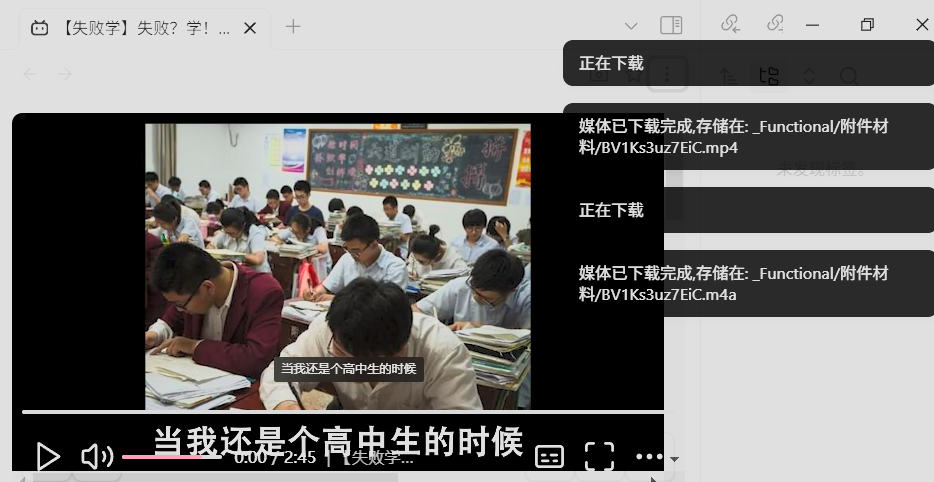 【失败学】失败？学！...
正在下载
媒体已下载完成,存储在: _Functional/附件材
料/BV1Ks3uz7EiC.mp4
未发现标签。
正在下载
媒体已下载完成,存储在: _Functional/附件材
料/BV1Ks3uz7EiC.m4a
当我还是个高中生的时候
当我还是个高中生的时候
0:00 / 2:45 | 【失败学...